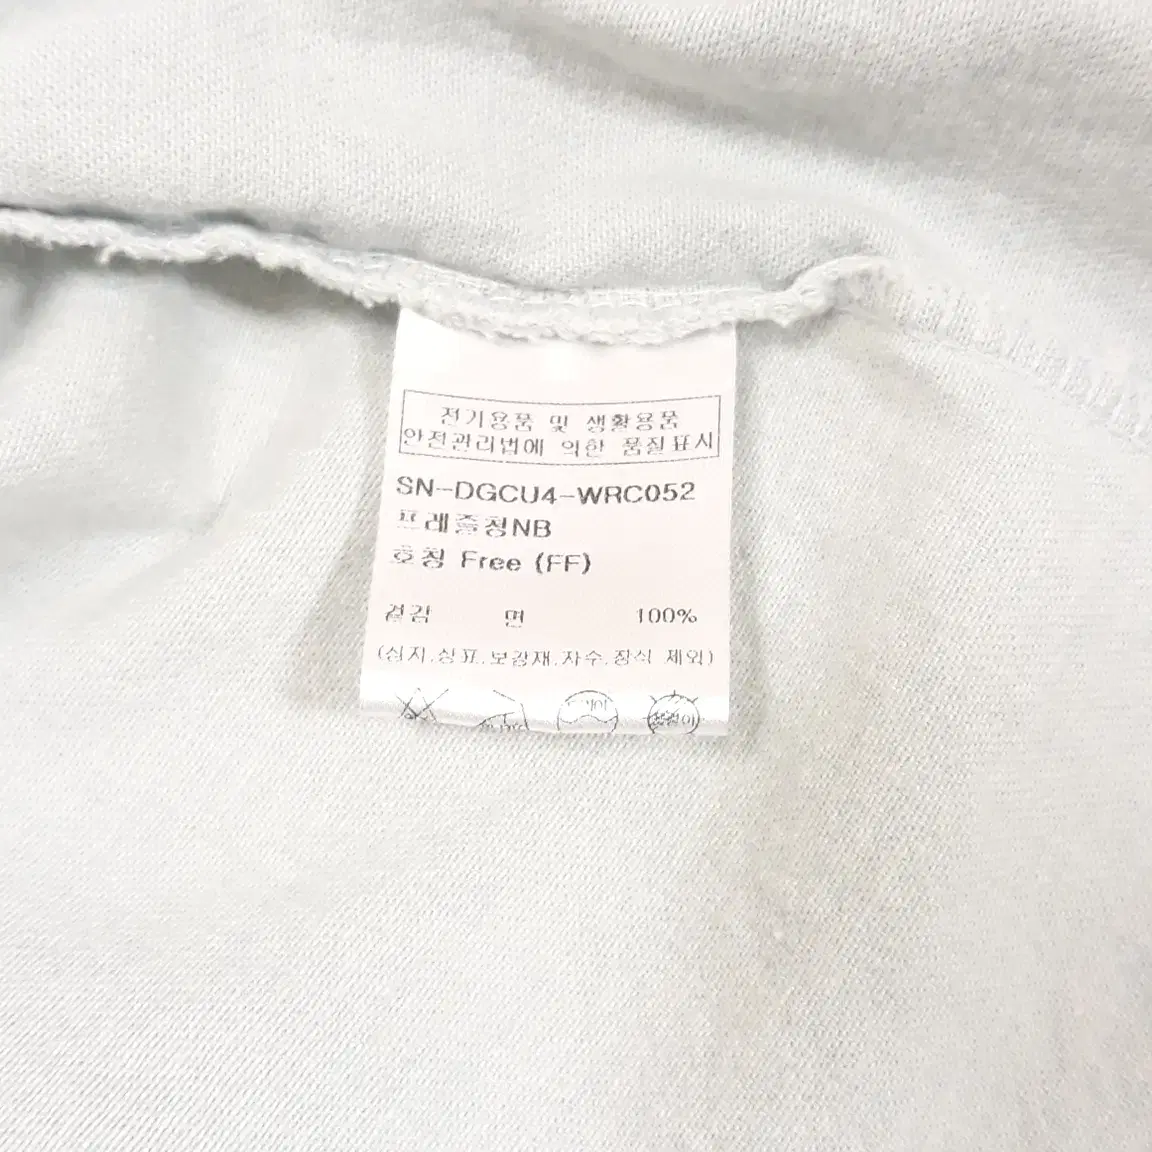 전기용품 및 생활용품
안전관리법에 의한 품질표시
SN-DGCU4-WRC052
프레즐청NB
호칭 Free (FF)
겉감 면 100%
(심지.상표.보강재.자수.장식 제외)